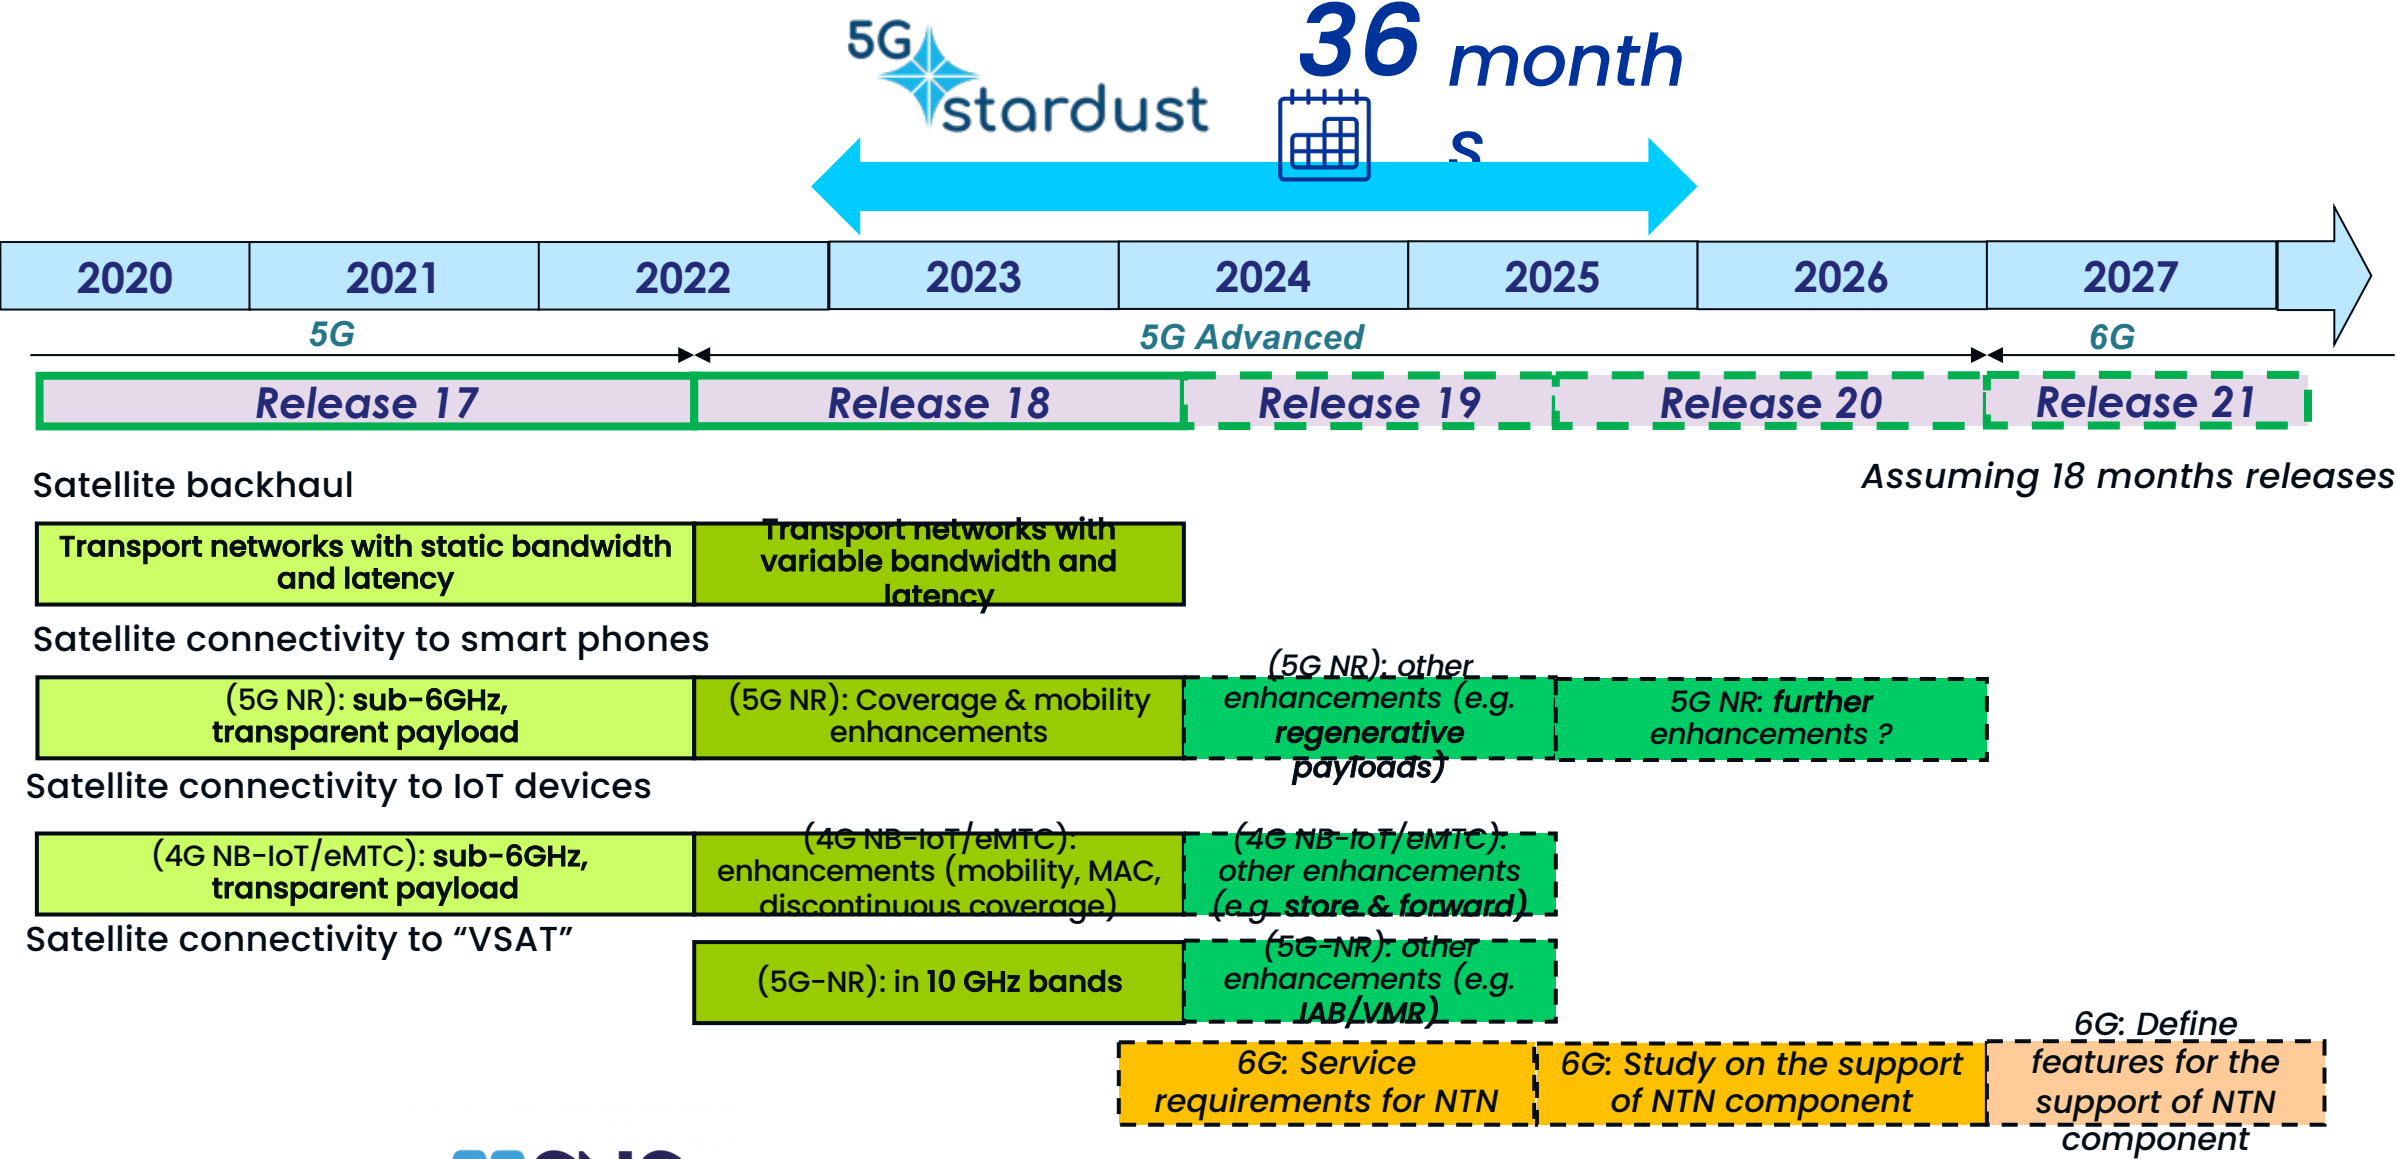 5G
stardust
36 month
s
2020 2021 2022 2023 2024 2025 2026 2027
5G 5G Advanced 6G
Release 17 Release 18 Release 19 Release 20 Release 21
Assuming 18 months releases
Satellite backhaul
Transport networks with static bandwidth
and latency
Transport networks with
variable bandwidth and
latency
Satellite connectivity to smart phones
(5G NR): sub-6GHz,
transparent payload
(5G NR): Coverage & mobility
enhancements
(5G NR): other
enhancements (e.g.
regenerative
payloads)
5G NR: further
enhancements ?
Satellite connectivity to IoT devices
(4G NB-IoT/eMTC): sub-6GHz,
transparent payload
(4G NB-IoT/eMTC):
enhancements (mobility, MAC,
discontinuous coverage)
(4G NB-IoT/eMTC):
other enhancements
(e.g. store & forward)
Satellite connectivity to “VSAT”
(5G-NR): in 10 GHz bands
(5G-NR): other
enhancements (e.g.
IAB/VMR)
6G: Service
requirements for NTN
6G: Study on the support
of NTN component
6G: Define
features for the
support of NTN
component